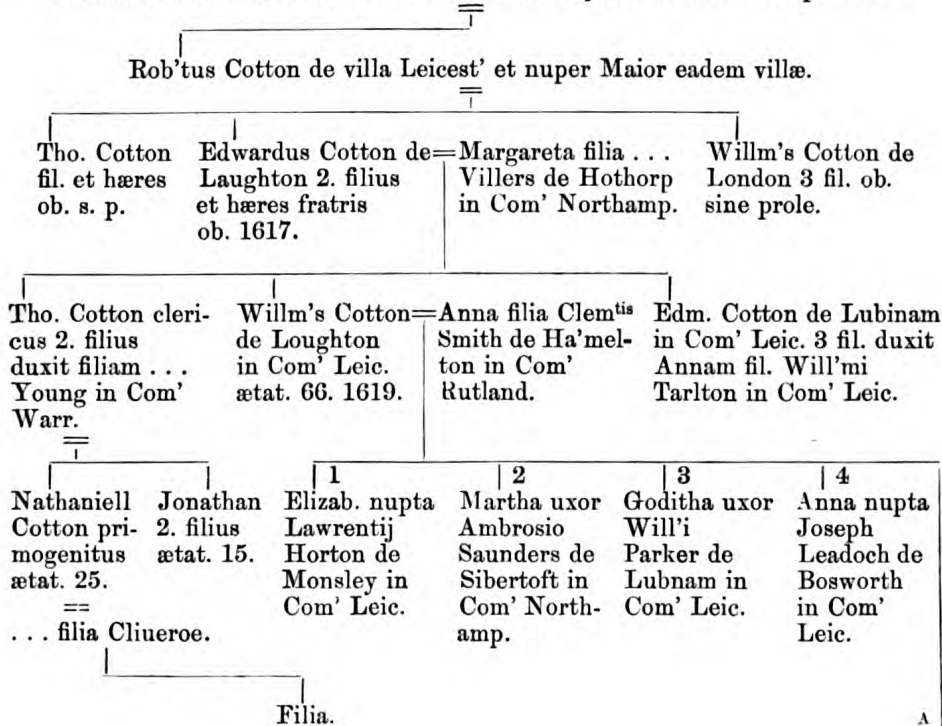 Rob'tus Cotton de villa Leicest' et nuper Maior eadem villæ.
Tho. Cotton
fil. et hæres
ob. s. p.
Edwardus Cotton de
Laughton 2. filius
et hæres fratris
ob. 1617.
Margareta filia . . .
Villers de Hothorp
in Com' Northamp.
Willm's Cotton de
London 3 fil. ob.
sine prole.
Tho. Cotton cleri-
cus 2. filius
duxit filiam . . .
Young in Com'
Warr.
Willm's Cotton
de Loughton
in Com' Leic.
ætat. 66. 1619.
Anna filia Clemtis
Smith de Ha'mel-
ton in Com'
Rutland.
Edm. Cotton de Lubinam
in Com' Leic. 3 fil. duxit
Annam fil. Will'mi
Tarlton in Com' Leic.
Nathaniell
Cotton pri-
mogenitus
ætat. 25.
. . . filia Cliueroe.
Jonathan
2. filius
ætat. 15.
1
Elizab. nupta
Lawrentij
Horton de
Monsley in
Com' Leic.
2
Martha uxor
Ambrosio
Saunders de
Sibertoft in
Com' North-
amp.
3
Goditha uxor
Will'i
Parker de
Lubnam in
Com' Leic.
4
Anna nupta
Joseph
Leadoch de
Bosworth
in Com'
Leic.
Filia.
A